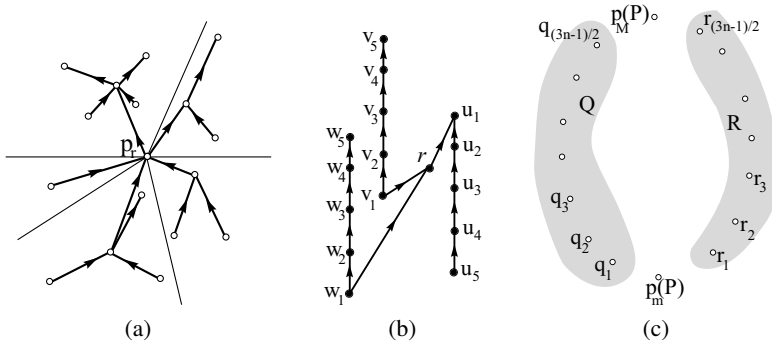 p_r
(a)
v_5
v_4
v_3
v_2
v_1
w_5
w_4
w_3
w_2
w_1
r
u_1
u_2
u_3
u_4
u_5
(b)
p_M(P)
q_(3n-1)/2
Q
q_3
q_2
q_1
r_(3n-1)/2
R
r_3
r_2
r_1
p_m(P)
(c)